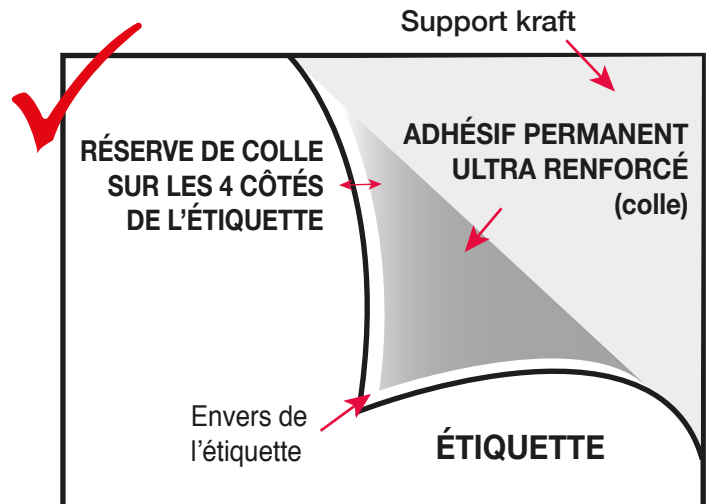 Support kraft
RÉSERVE DE COLLE
SUR LES 4 CÔTÉS
DE L’ÉTIQUETTE
ADHÉSIF PERMANENT
ULTRA RENFORCÉ
(colle)
Envers de
l’étiquette
ÉTIQUETTE